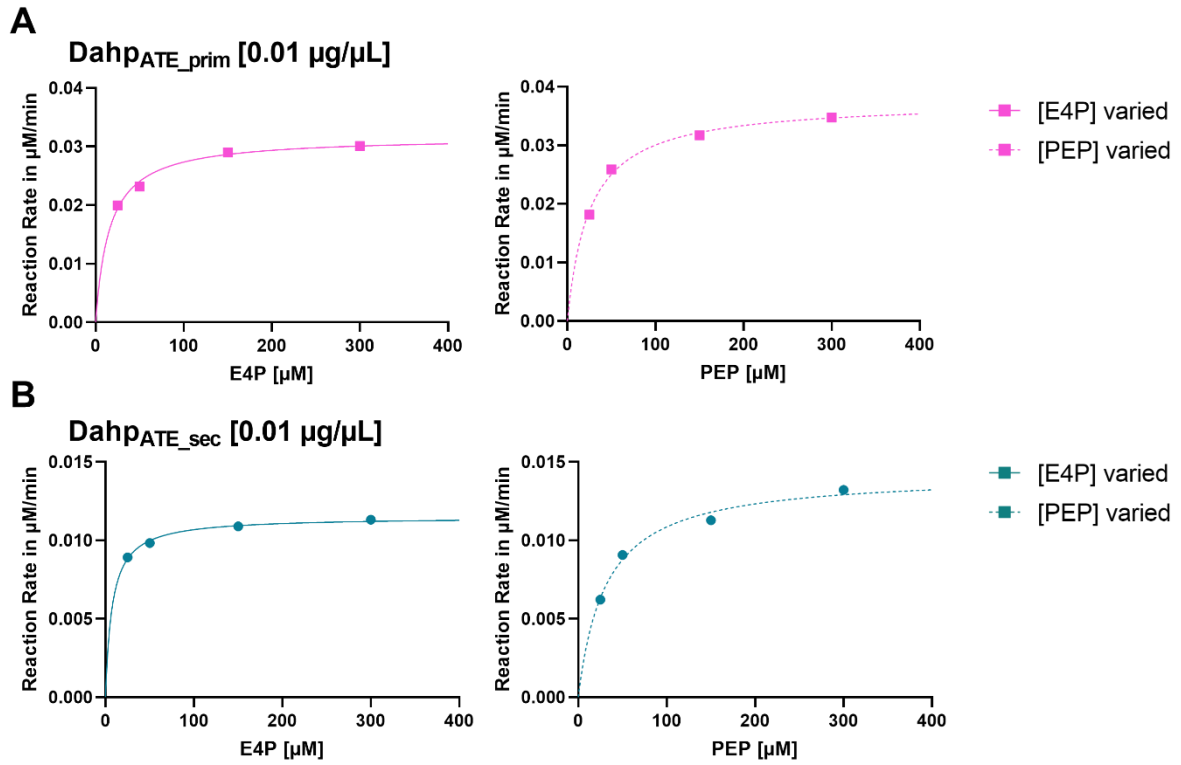 A
Dahp_ATE_prim [0.01 µg/µL]
Reaction Rate in µM/min
0.04
0.03
0.02
0.01
0.00
0 100 200 300 400
E4P [µM]
Reaction Rate in µM/min
0.04
0.03
0.02
0.01
0.00
0 100 200 300 400
PEP [µM]
[E4P] varied
[PEP] varied
B
Dahp_ATE_sec [0.01 µg/µL]
Reaction Rate in µM/min
0.015
0.010
0.005
0.000
0 100 200 300 400
E4P [µM]
Reaction Rate in µM/min
0.015
0.010
0.005
0.000
0 100 200 300 400
PEP [µM]
[E4P] varied
[PEP] varied